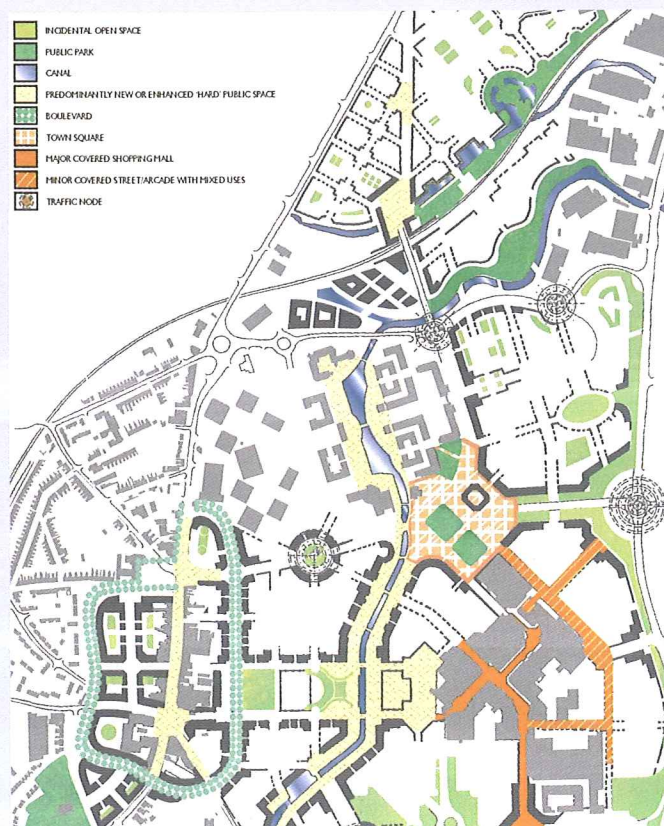 INCIDENTAL OPEN SPACE
PUBLIC PARK
CANAL
PREDOMINANTLY NEW OR ENHANCED 'HARD' PUBLIC SPACE
BOULEVARD
TOWN SQUARE
MAJOR COVERED SHOPPING MALL
MINOR COVERED STREET/ARCADE WITH MIXED USES
TRAFFIC NODE